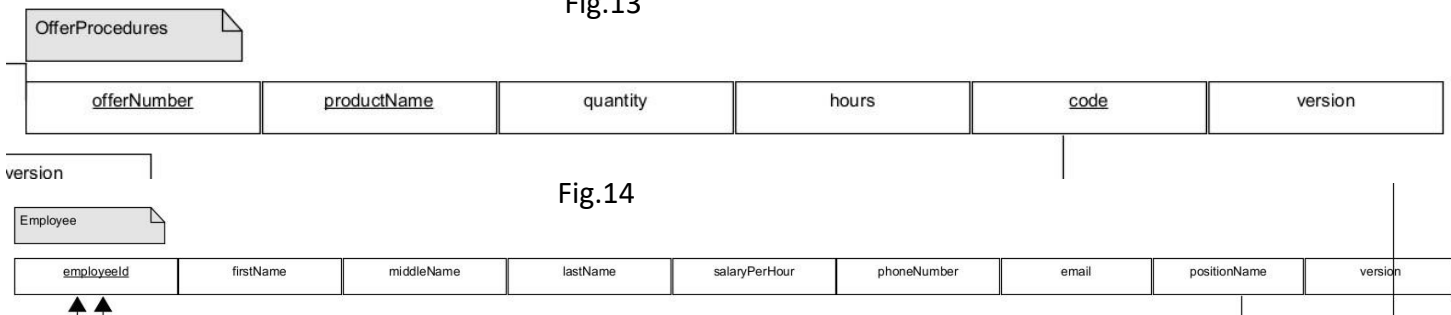 Fig.13
OfferProcedures
offerNumber productName quantity hours code version
version
Fig.14
Employee
employeeId firstName middleName lastName salaryPerHour phoneNumber email positionName version